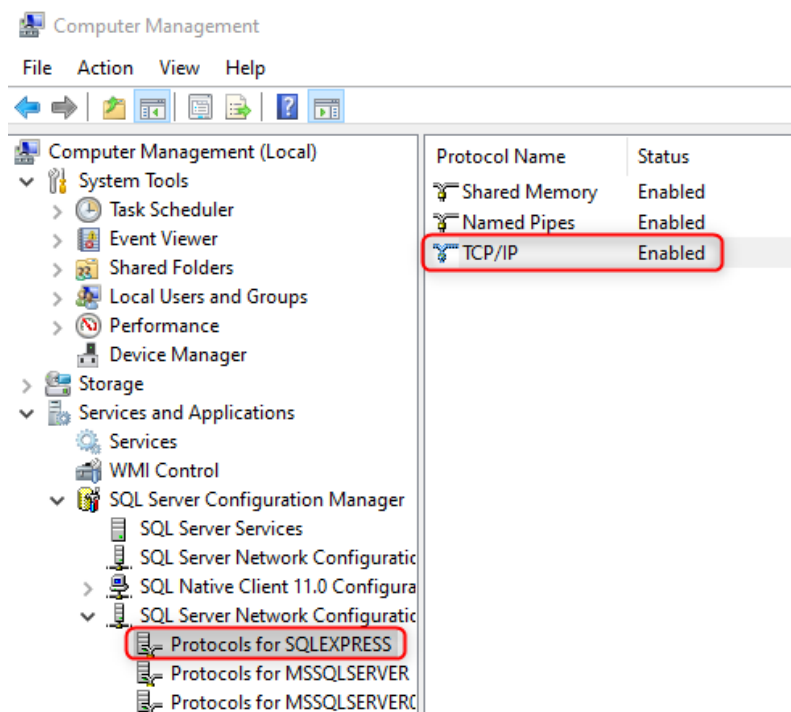 Computer Management
File Action View Help
Computer Management (Local)
System Tools
Task Scheduler
Event Viewer
Shared Folders
Local Users and Groups
Performance
Device Manager
Storage
Services and Applications
Services
WMI Control
SQL Server Configuration Manager
SQL Server Services
SQL Server Network Configuratic
SQL Native Client 11.0 Configura
SQL Server Network Configuratic
Protocols for SQLEXPRESS
Protocols for MSSQLSERVER
Protocols for MSSQLSERVER(
Protocol Name Status
Shared Memory Enabled
Named Pipes Enabled
TCP/IP Enabled